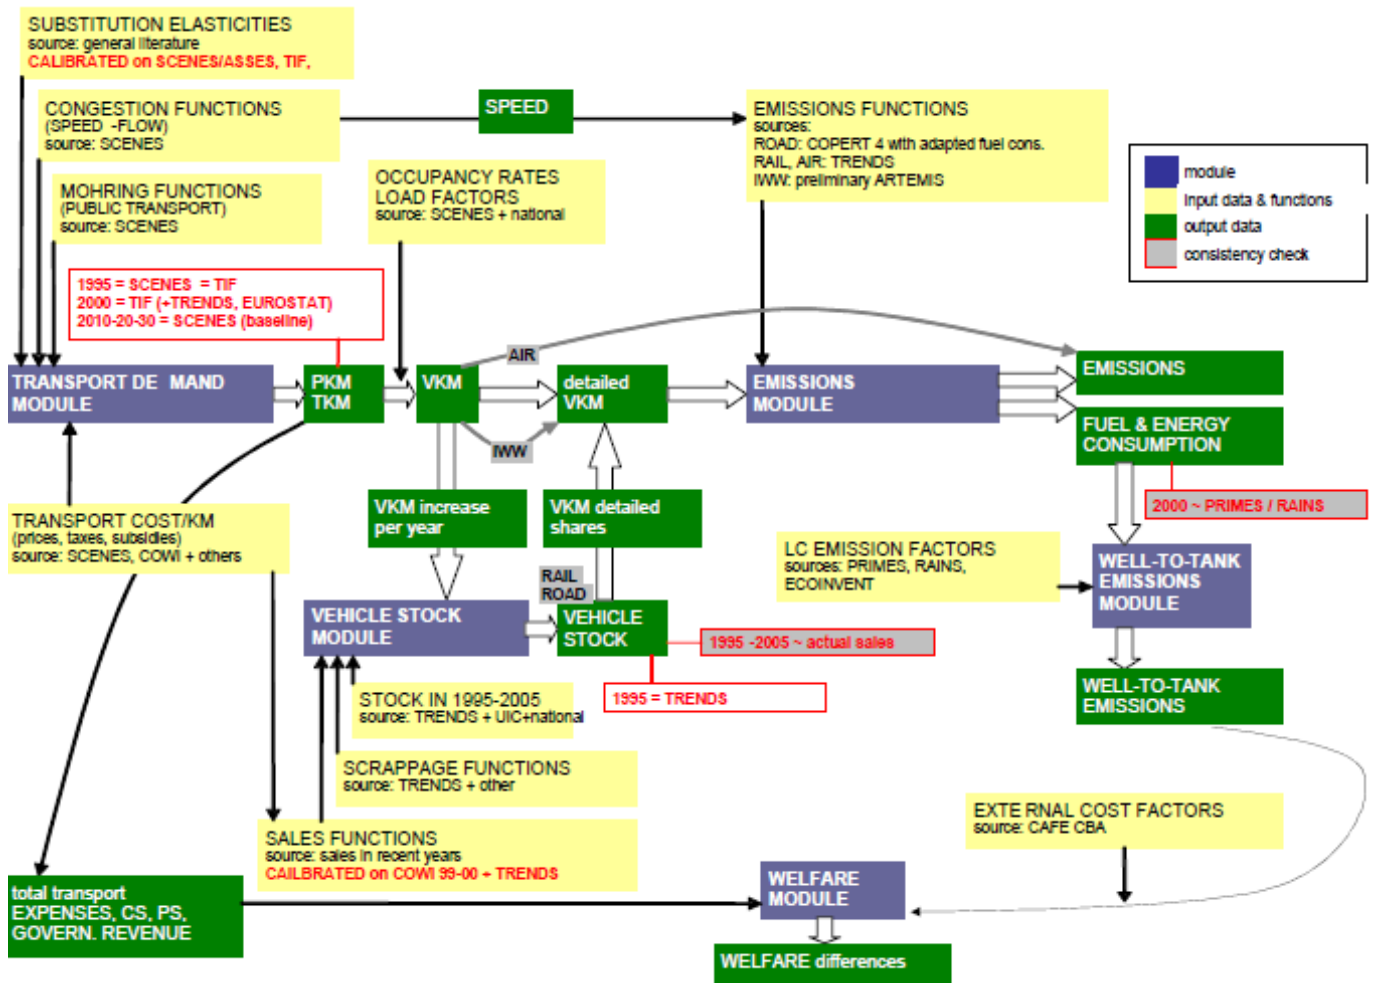 SUBSTITUTION ELASTICITIES
source: general literature
CALIBRATED on SCENES/ASSES, TIF,
CONGESTION FUNCTIONS
(SPEED -FLOW)
source: SCENES
SPEED
EMISSIONS FUNCTIONS
sources:
ROAD: COPERT 4 with adapted fuel cons.
RAIL, AIR: TRENDS
IWW: preliminary ARTEMIS
module
Input data & functions
output data
consistency check
MOHRING FUNCTIONS
(PUBLIC TRANSPORT)
source: SCENES
OCCUPANCY RATES
LOAD FACTORS
source: SCENES + national
1995 = SCENES = TIF
2000 = TIF (+TRENDS, EUROSTAT)
2010-20-30 = SCENES (baseline)
AIR
TRANSPORT DE MAND
MODULE
PKM
TKM
VKM
detailed
VKM
EMISSIONS
MODULE
EMISSIONS
FUEL & ENERGY
CONSUMPTION
IWW
VKM increase
per year
VKM detailed
shares
2000 ~ PRIMES / RAINS
TRANSPORT COST/KM
(prices, taxes, subsidies)
source: SCENES, COWI + others
LC EMISSION FACTORS
sources: PRIMES, RAINS,
ECOINVENT
WELL-TO-TANK
EMISSIONS
MODULE
RAIL
ROAD
VEHICLE STOCK
MODULE
VEHICLE
STOCK
1995 -2005 ~ actual sales
1995 = TRENDS
STOCK IN 1995-2005
source: TRENDS + UIC+national
WELL-TO-TANK
EMISSIONS
SCRAPPAGE FUNCTIONS
source: TRENDS + other
EXTE RNAL COST FACTORS
source: CAFE CBA
SALES FUNCTIONS
source: sales in recent years
CAILBRATED on COWI 99-00 + TRENDS
total transport
EXPENSES, CS, PS,
GOVERN. REVENUE
WELFARE
MODULE
WELFARE differences